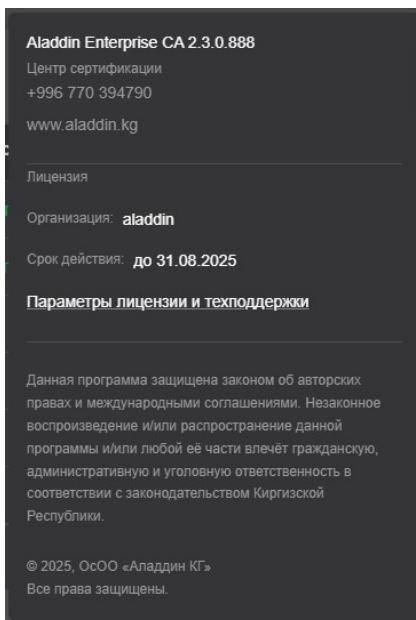 Aladdin Enterprise CA 2.3.0.888
Центр сертификации
+996 770 394790
www.aladdin.kg
Лицензия
Организация: aladdin
Срок действия: до 31.08.2025
Параметры лицензии и техподдержки
Данная программа защищена законом об авторских
правах и международными соглашениями. Незаконное
воспроизведение и/или распространение данной
программы и/или любой её части влечёт гражданскую,
административную и уголовную ответственность в
соответствии с законодательством Киргизской
Республики.
© 2025, ОсОО «Аладдин КГ»
Все права защищены.